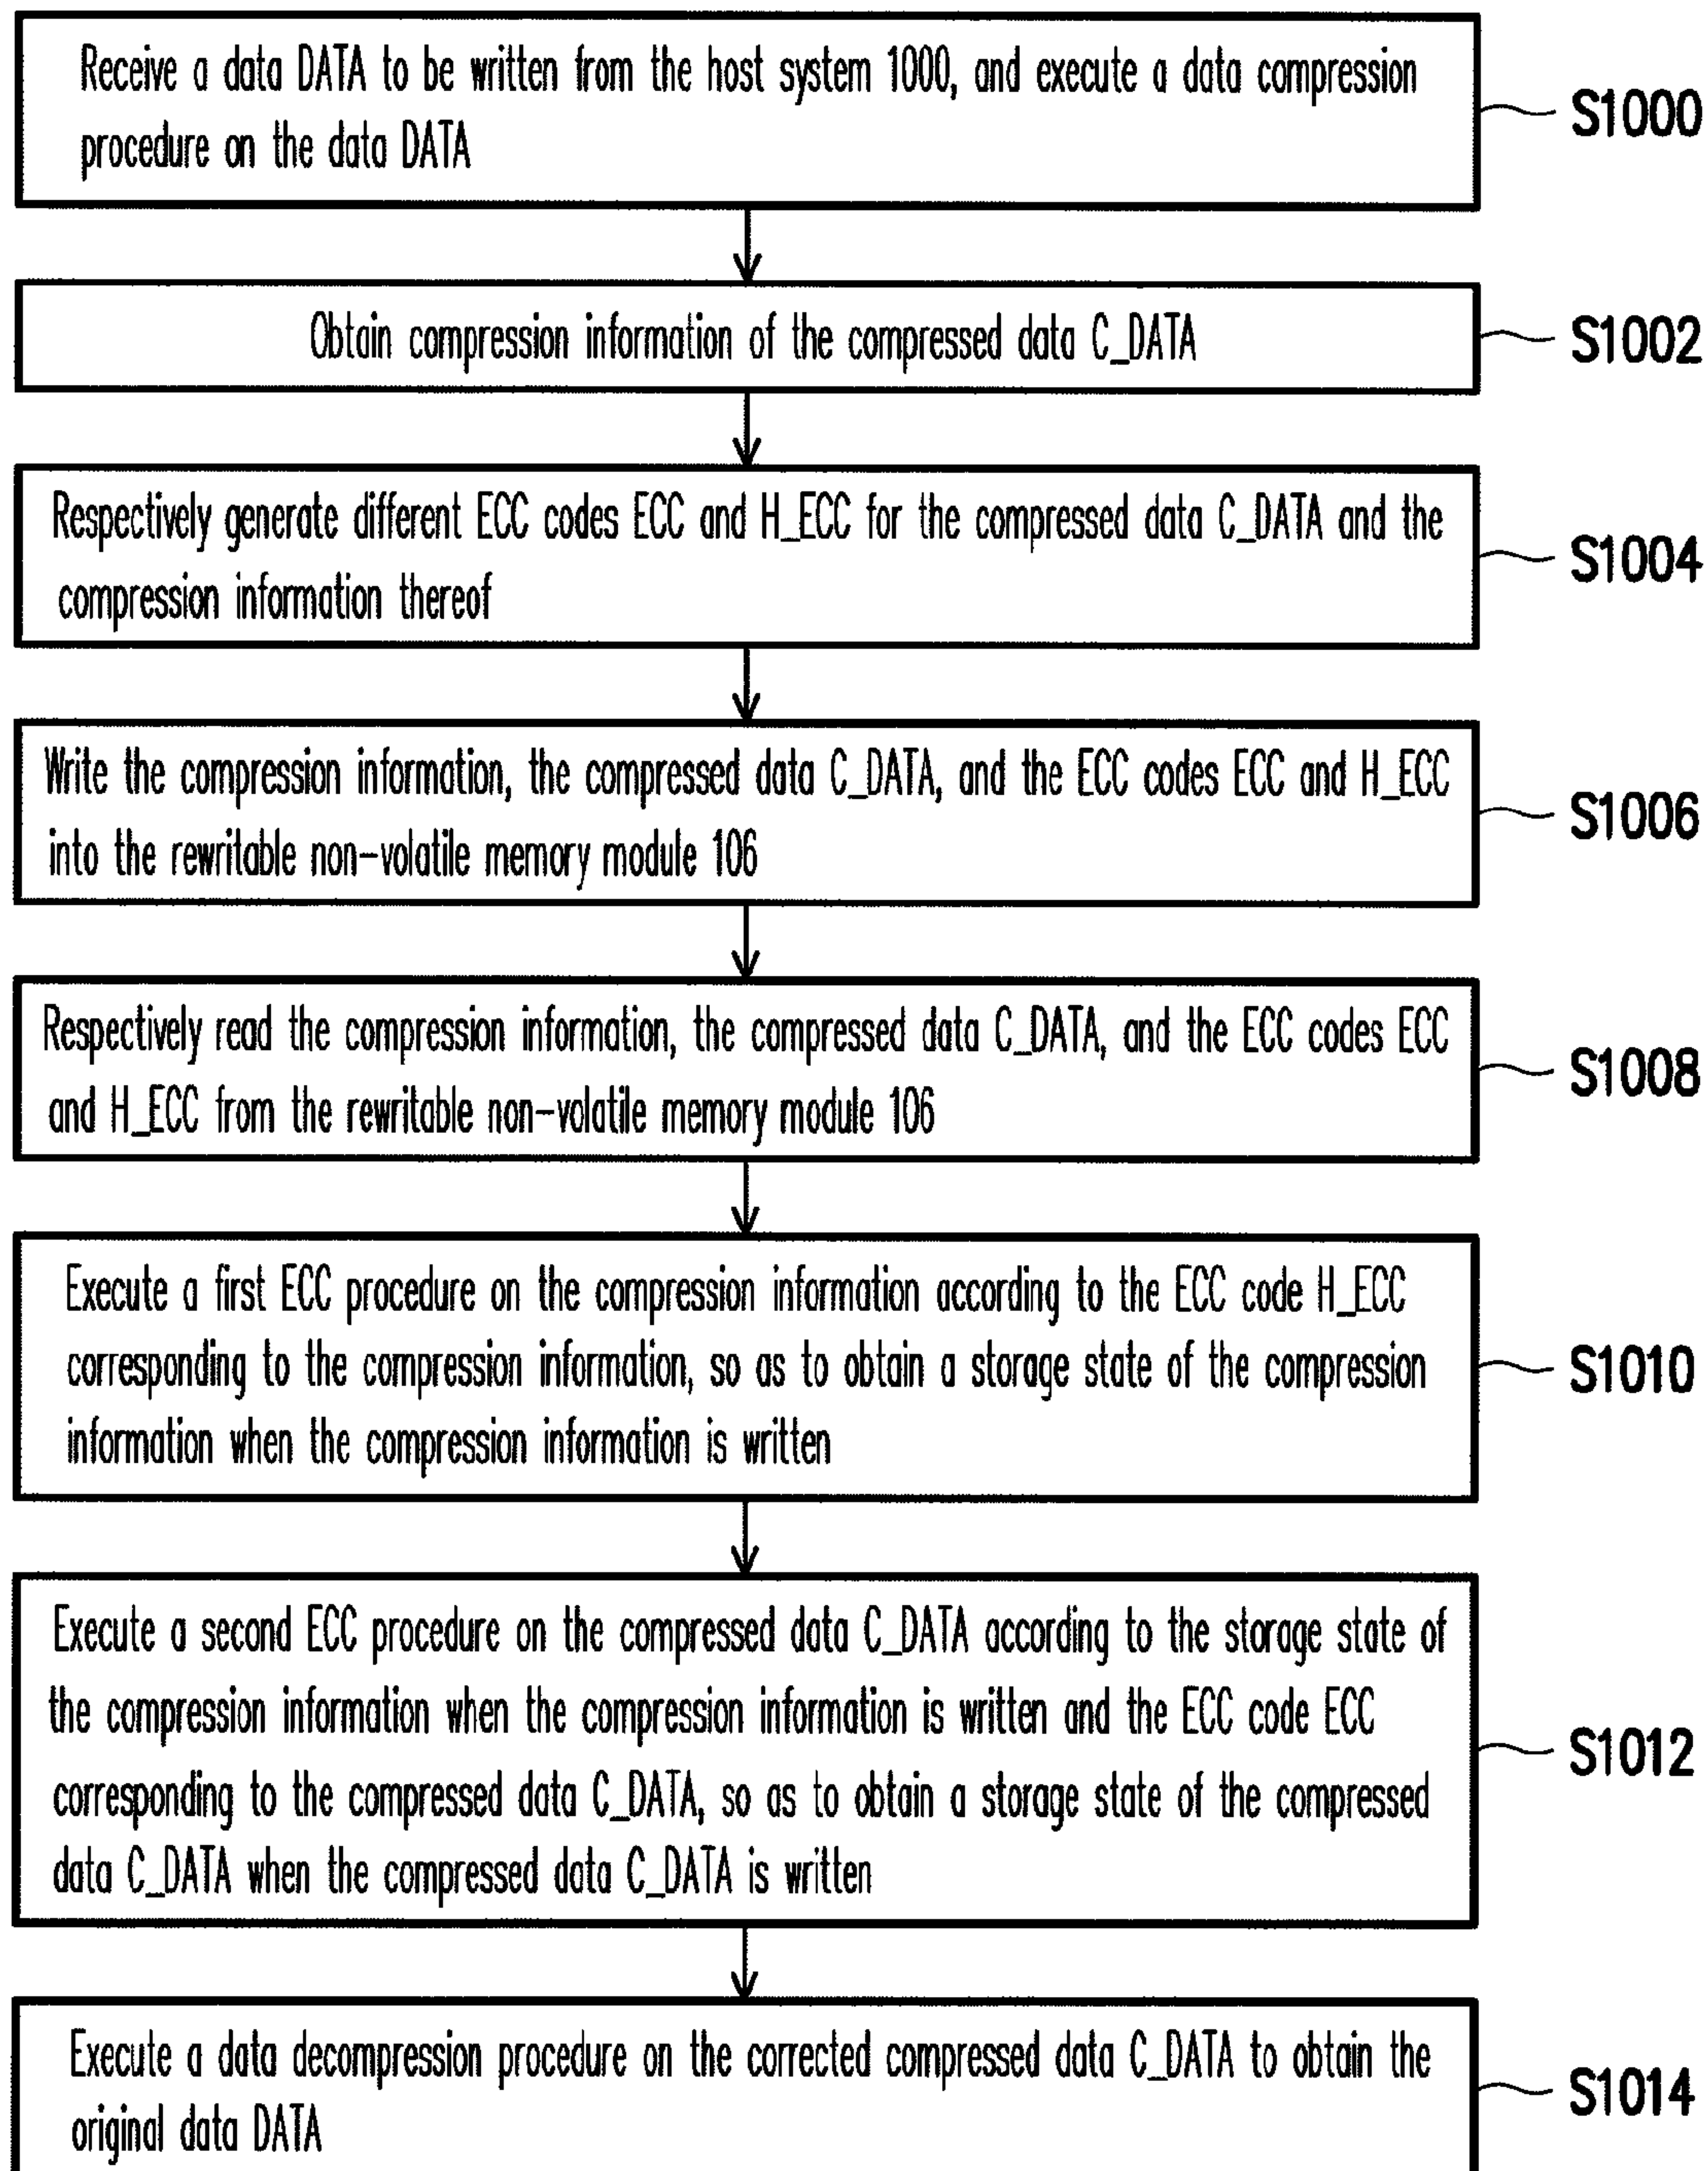 Receive a data DATA to be written from the host system 1000, and execute a data compression
procedure on the data DATA
S1000
Obtain compression information of the compressed data C_DATA
S1002
Respectively generate different ECC codes ECC and H_ECC for the compressed data C_DATA and the
compression information thereof
S1004
Write the compression information, the compressed data C_DATA, and the ECC codes ECC and H_ECC
into the rewritable non-volatile memory module 106
S1006
Respectively read the compression information, the compressed data C_DATA, and the ECC codes ECC
and H_ECC from the rewritable non-volatile memory module 106
S1008
Execute a first ECC procedure on the compression information according to the ECC code H_ECC
corresponding to the compression information, so as to obtain a storage state of the compression
information when the compression information is written
S1010
Execute a second ECC procedure on the compressed data C_DATA according to the storage state of
the compression information when the compression information is written and the ECC code ECC
corresponding to the compressed data C_DATA, so as to obtain a storage state of the compressed
data C_DATA when the compressed data C_DATA is written
S1012
Execute a data decompression procedure on the corrected compressed data C_DATA to obtain the
original data DATA
S1014